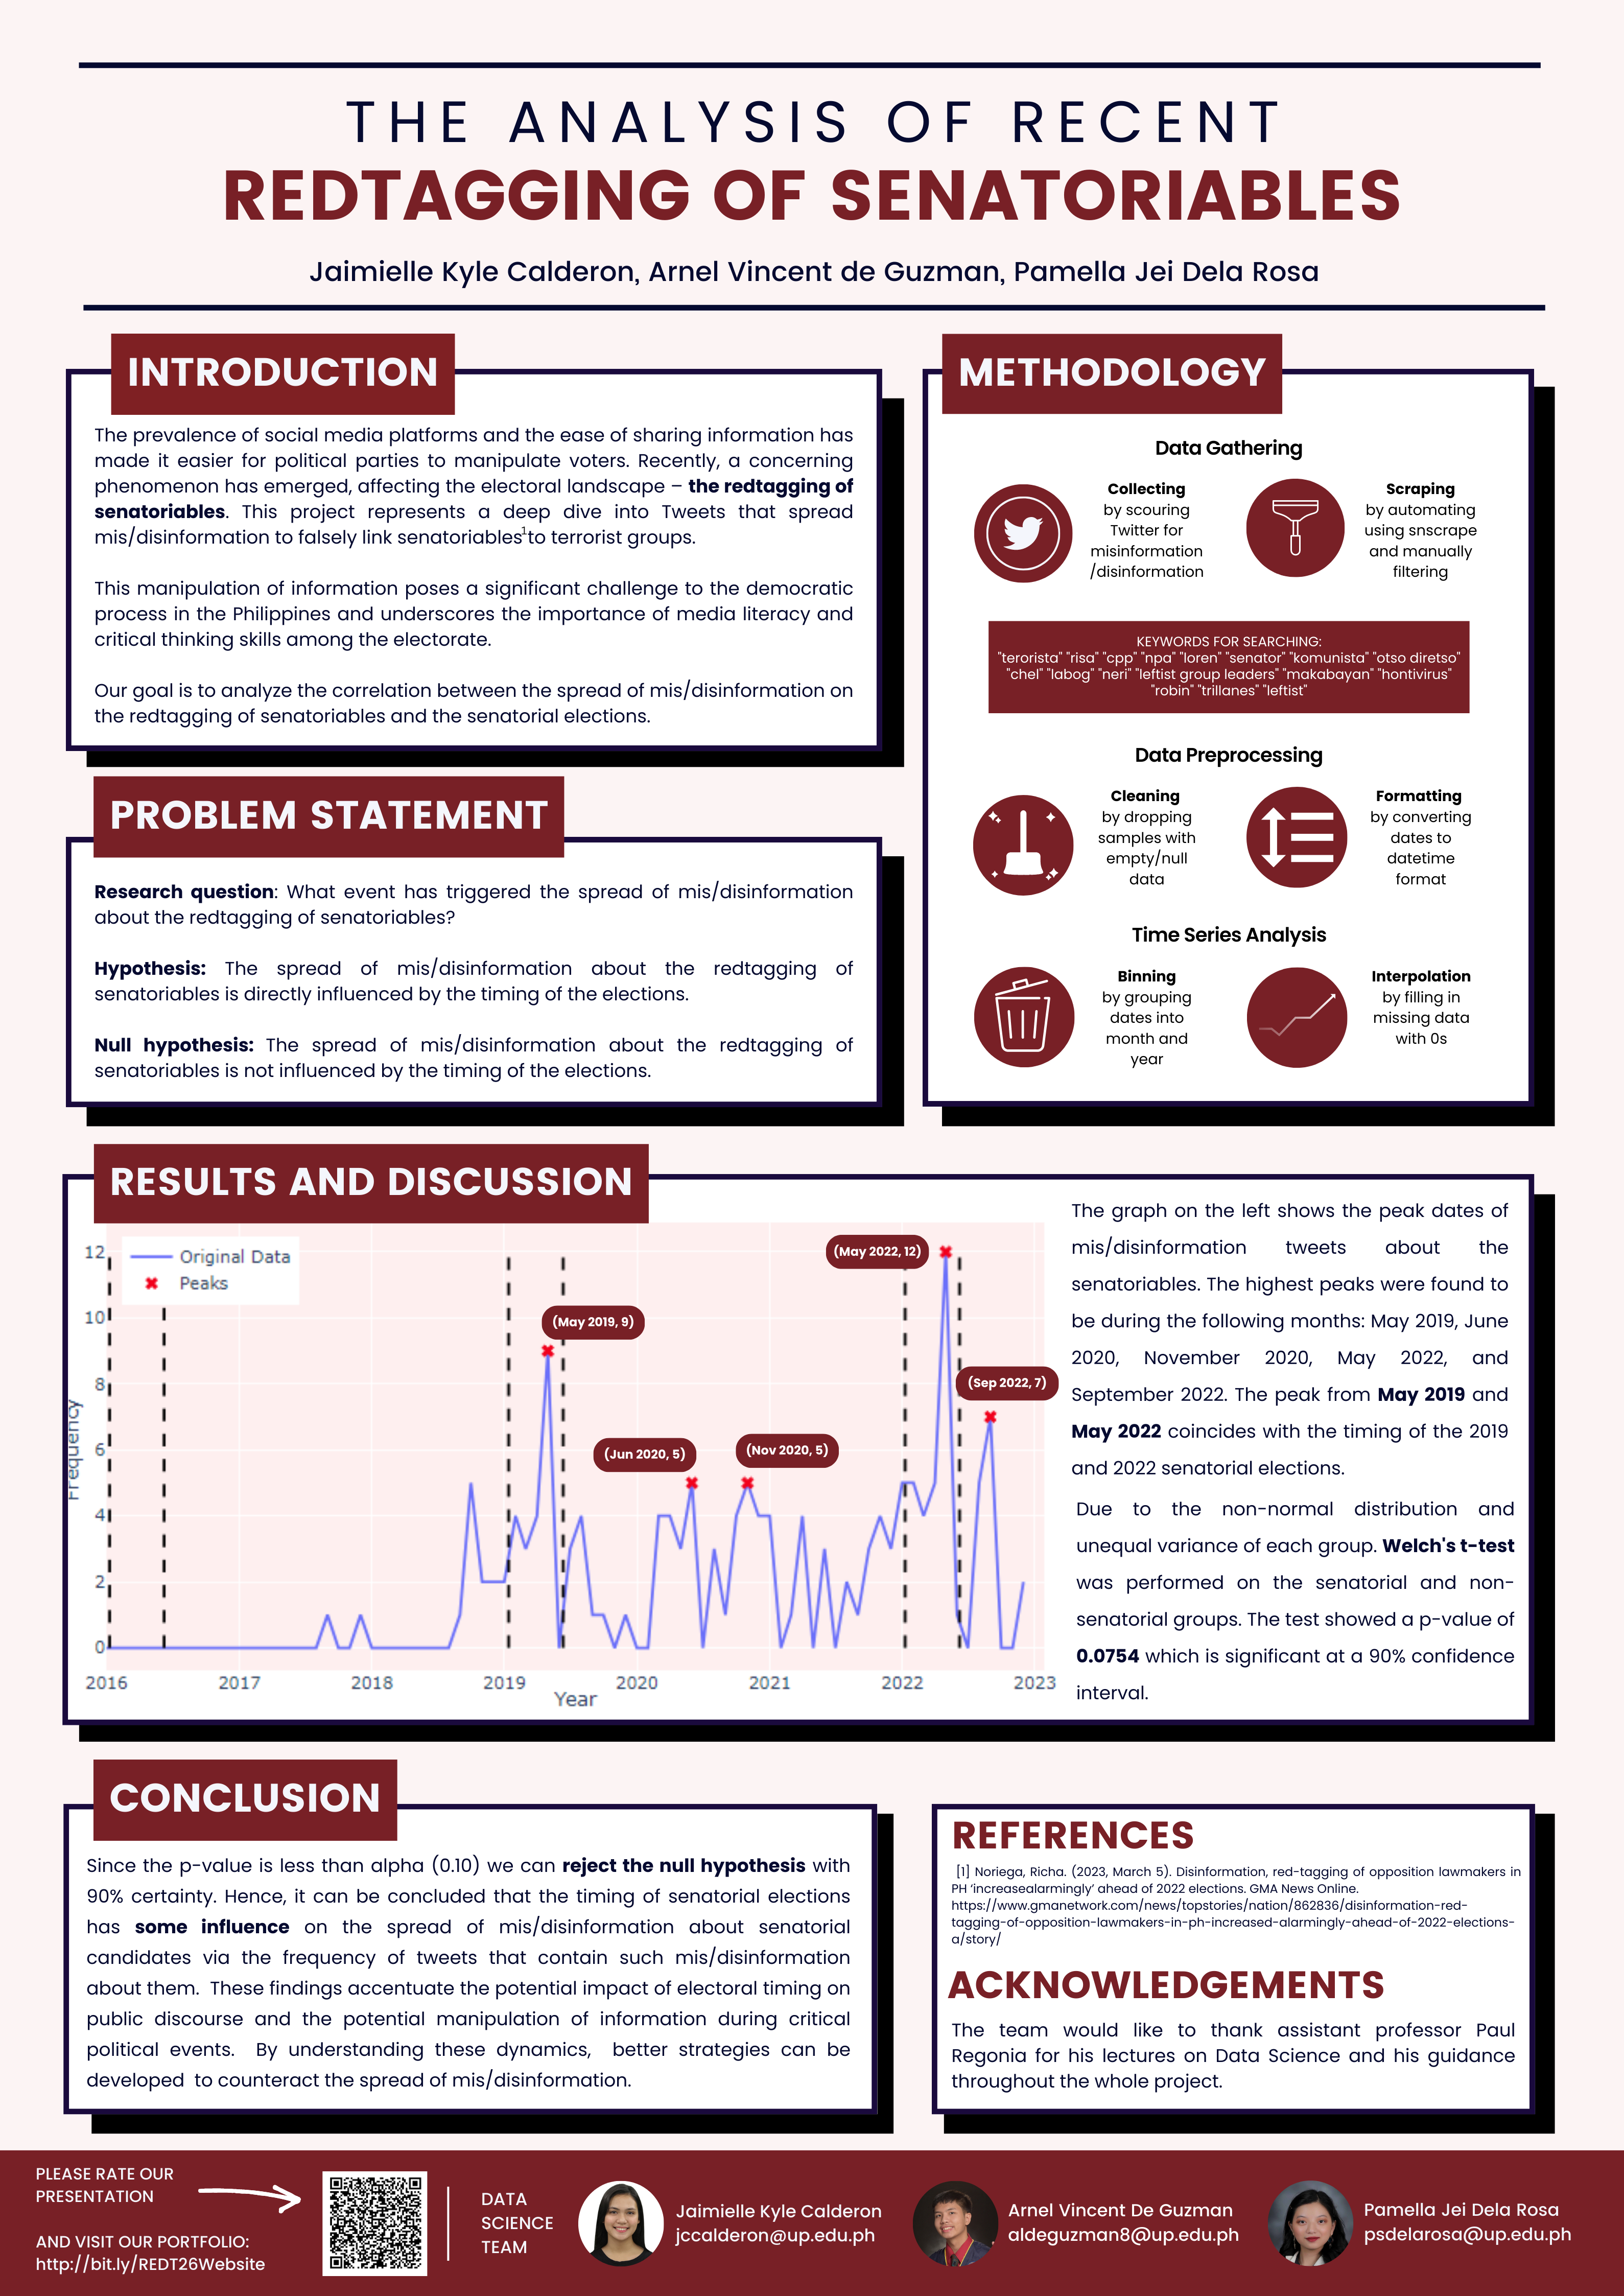 THE ANALYSIS OF RECENT
REDTAGGING OF SENATORIABLES
Jaimielle Kyle Calderon, Arnel Vincent de Guzman, Pamella Jei Dela Rosa
INTRODUCTION
The prevalence of social media platforms and the ease of sharing information has
made it easier for political parties to manipulate voters. Recently, a concerning
phenomenon has emerged, affecting the electoral landscape – the redtagging of
senatoriables. This project represents a deep dive into Tweets that spread
mis/disinformation to falsely link senatoriables¹to terrorist groups.
This manipulation of information poses a significant challenge to the democratic
process in the Philippines and underscores the importance of media literacy and
critical thinking skills among the electorate.
Our goal is to analyze the correlation between the spread of mis/disinformation on
the redtagging of senatoriables and the senatorial elections.
PROBLEM STATEMENT
Research question: What event has triggered the spread of mis/disinformation
about the redtagging of senatoriables?
Hypothesis: The spread of mis/disinformation about the redtagging of
senatoriables is directly influenced by the timing of the elections.
Null hypothesis: The spread of mis/disinformation about the redtagging of
senatoriables is not influenced by the timing of the elections.
METHODOLOGY
Data Gathering
Collecting
by scouring
Twitter for
misinformation
/disinformation
Scraping
by automating
using snscrape
and manually
filtering
KEYWORDS FOR SEARCHING:
"terorista" "risa" "cpp" "npa" "loren" "senator" "komunista" "otso diretso"
"chel" "labog" "neri" "leftist group leaders" "makabayan" "hontivirus"
"robin" "trillanes" "leftist"
Data Preprocessing
Cleaning
by dropping
samples with
empty/null
data
Formatting
by converting
dates to
datetime
format
Time Series Analysis
Binning
by grouping
dates into
month and
year
Interpolation
by filling in
missing data
with 0s
RESULTS AND DISCUSSION
Original Data
Peaks
(May 2019, 9)
(Jun 2020, 5)
(Nov 2020, 5)
(May 2022, 12)
(Sep 2022, 7)
Frequency
12
10
8
6
4
2
0
2016 2017 2018 2019 2020 2021 2022 2023
Year
The graph on the left shows the peak dates of
mis/disinformation tweets about the
senatoriables. The highest peaks were found to
be during the following months: May 2019, June
2020, November 2020, May 2022, and
September 2022. The peak from May 2019 and
May 2022 coincides with the timing of the 2019
and 2022 senatorial elections.
Due to the non-normal distribution and
unequal variance of each group. Welch's t-test
was performed on the senatorial and non-
senatorial groups. The test showed a p-value of
0.0754 which is significant at a 90% confidence
interval.
CONCLUSION
Since the p-value is less than alpha (0.10) we can reject the null hypothesis with
90% certainty. Hence, it can be concluded that the timing of senatorial elections
has some influence on the spread of mis/disinformation about senatorial
candidates via the frequency of tweets that contain such mis/disinformation
about them. These findings accentuate the potential impact of electoral timing on
public discourse and the potential manipulation of information during critical
political events. By understanding these dynamics, better strategies can be
developed to counteract the spread of mis/disinformation.
REFERENCES
[1] Noriega, Richa. (2023, March 5). Disinformation, red-tagging of opposition lawmakers in
PH 'increasealarmingly' ahead of 2022 elections. GMA News Online.
https://www.gmanetwork.com/news/topstories/nation/862836/disinformation-red-
tagging-of-opposition-lawmakers-in-ph-increased-alarmingly-ahead-of-2022-elections-
a/story/
ACKNOWLEDGEMENTS
The team would like to thank assistant professor Paul
Regonia for his lectures on Data Science and his guidance
throughout the whole project.
PLEASE RATE OUR
PRESENTATION
AND VISIT OUR PORTFOLIO:
http://bit.ly/REDT26Website
DATA
SCIENCE
TEAM
Jaimielle Kyle Calderon
jccalderon@up.edu.ph
Arnel Vincent De Guzman
aldeguzman8@up.edu.ph
Pamella Jei Dela Rosa
psdelarosa@up.edu.ph